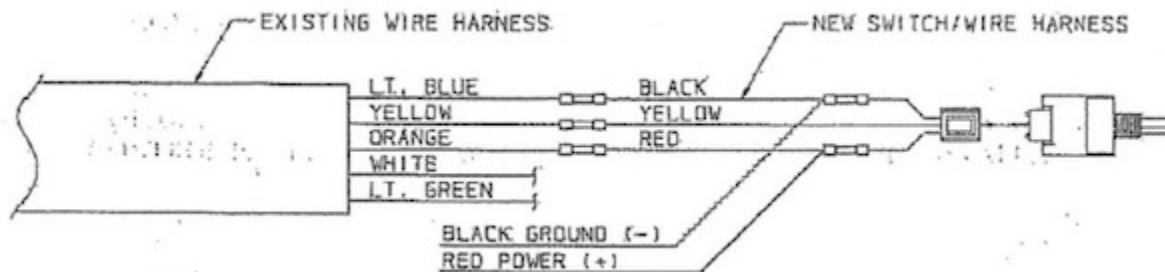 EXISTING WIRE HARNESS
NEW SWITCH/WIRE HARNESS
LT. BLUE
BLACK
YELLOW
YELLOW
ORANGE
RED
WHITE
LT. GREEN
BLACK GROUND (-)
RED POWER (+)